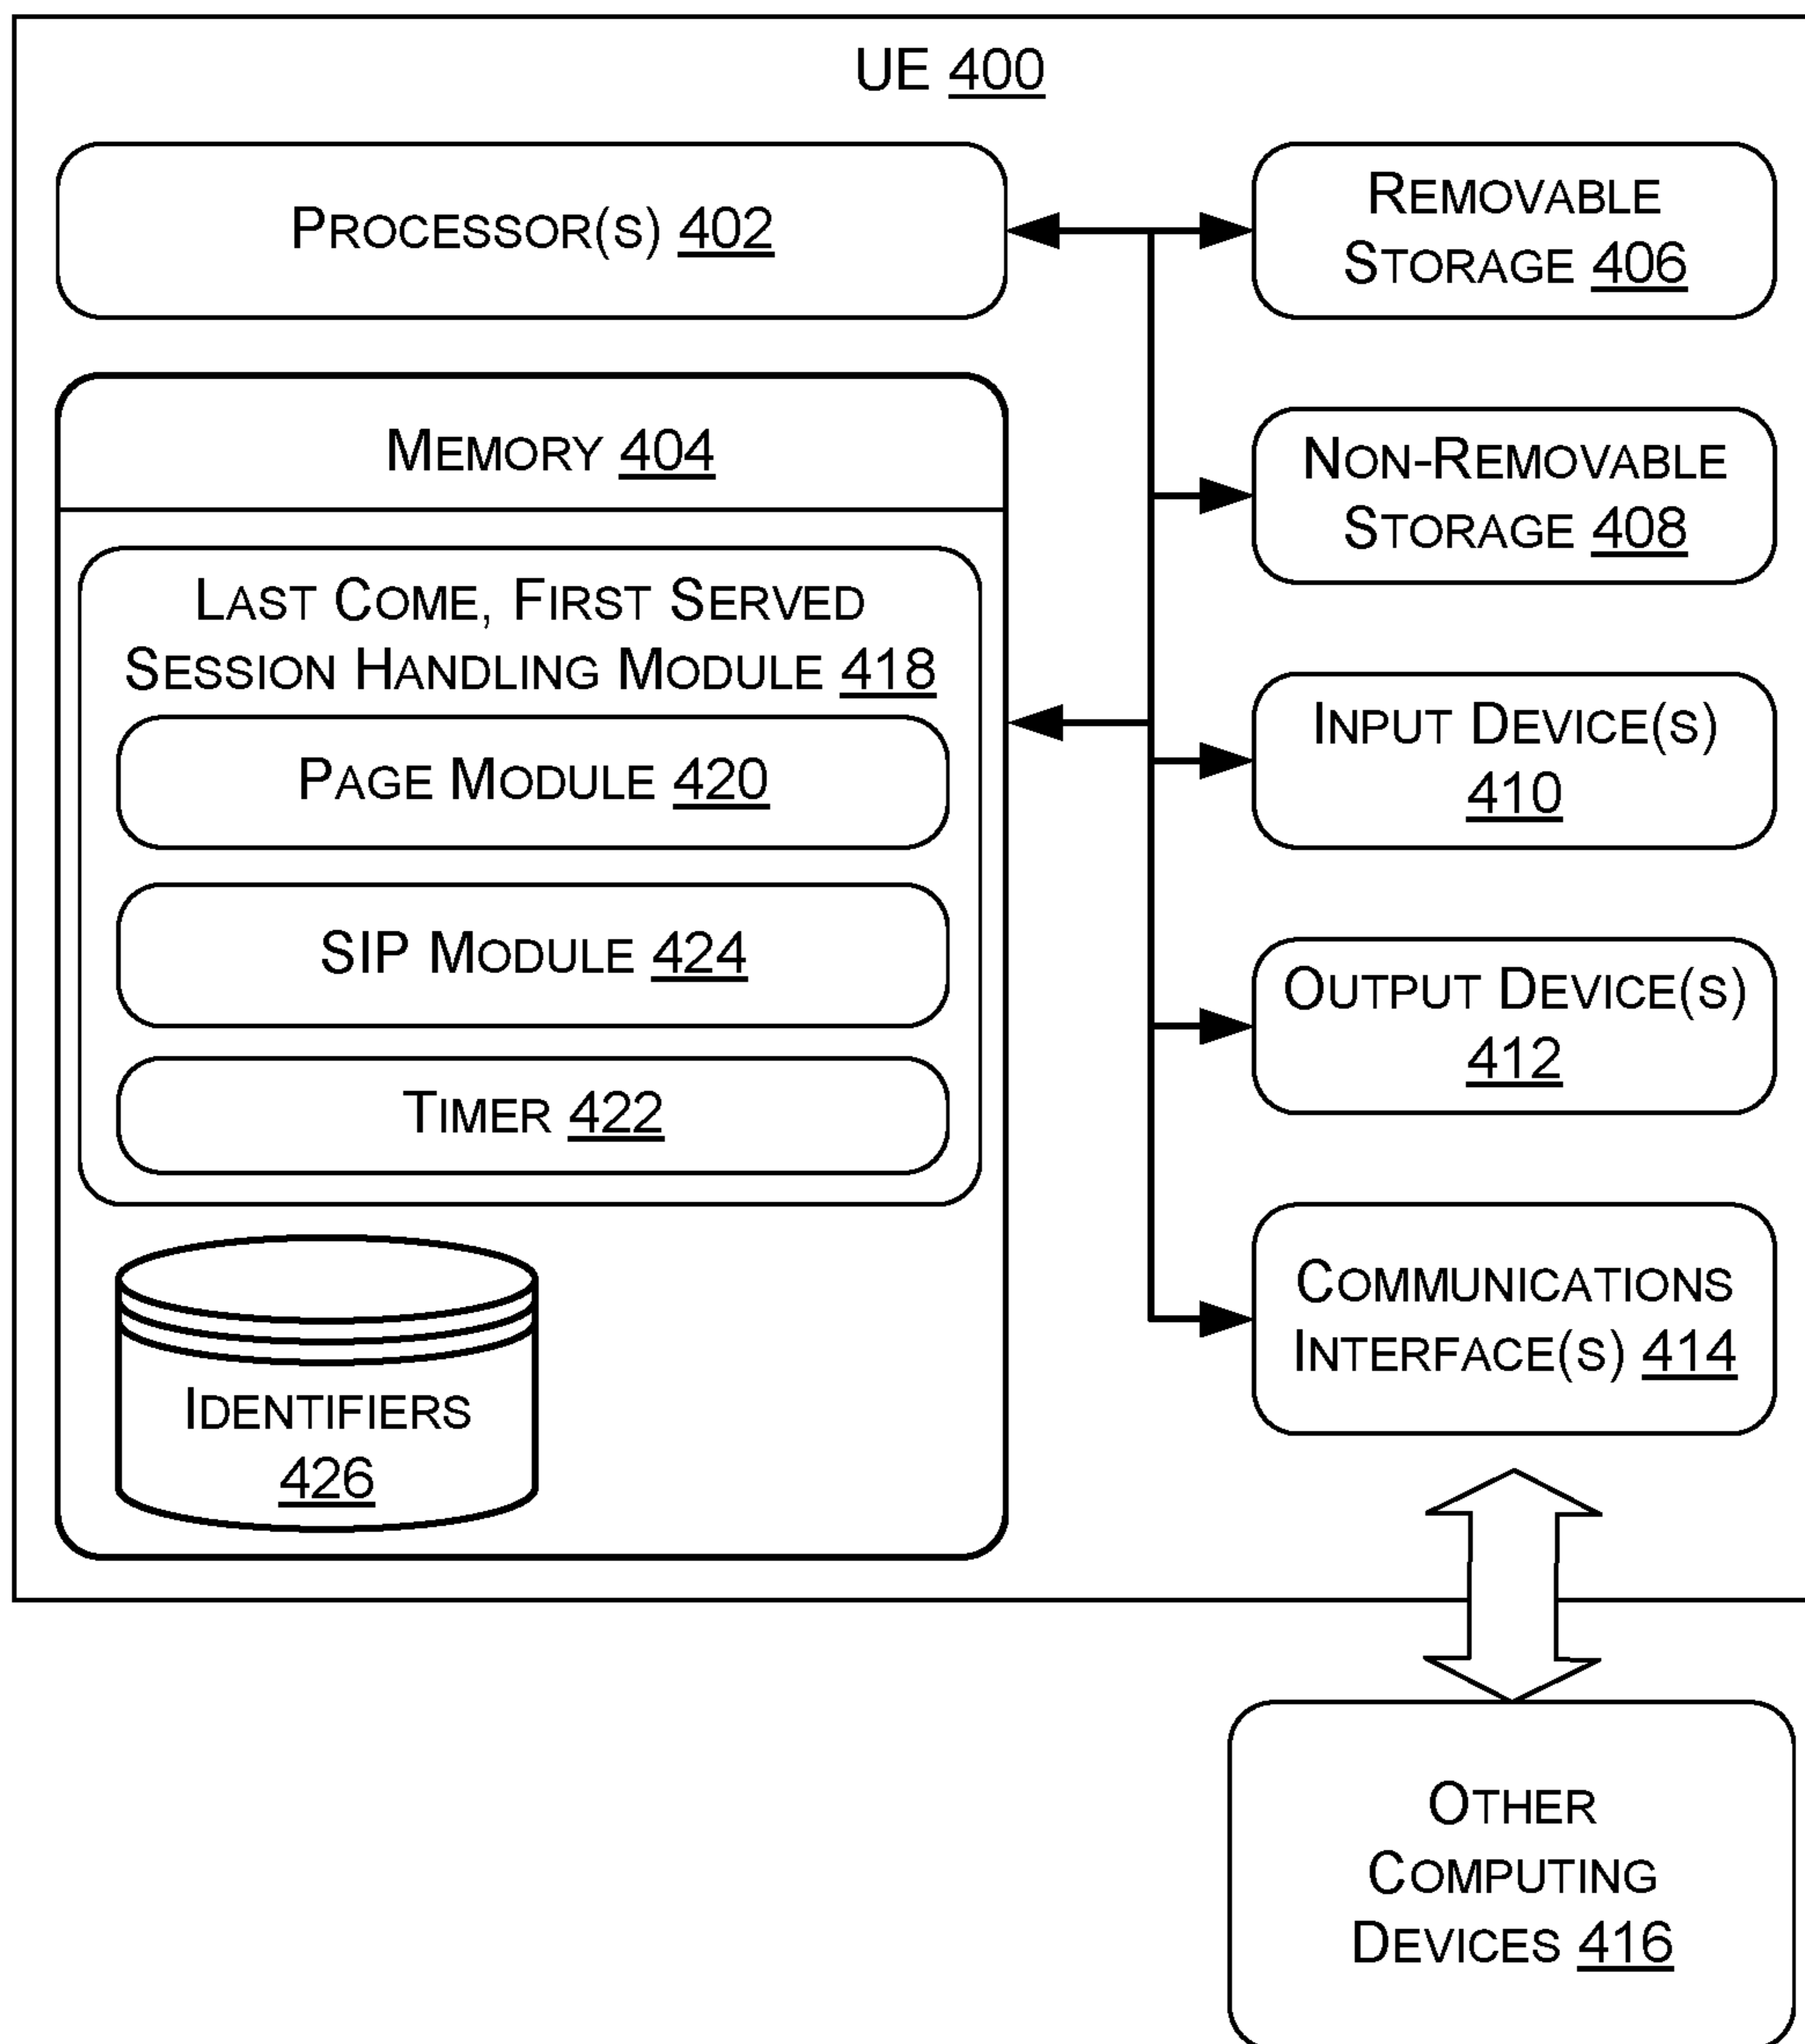 UE 400
PROCESSOR(S) 402
MEMORY 404
LAST COME, FIRST SERVED
SESSION HANDLING MODULE 418
PAGE MODULE 420
SIP MODULE 424
TIMER 422
IDENTIFIERS
426
REMOVABLE
STORAGE 406
NON-REMOVABLE
STORAGE 408
INPUT DEVICE(S)
410
OUTPUT DEVICE(S)
412
COMMUNICATIONS
INTERFACE(S) 414
OTHER
COMPUTING
DEVICES 416